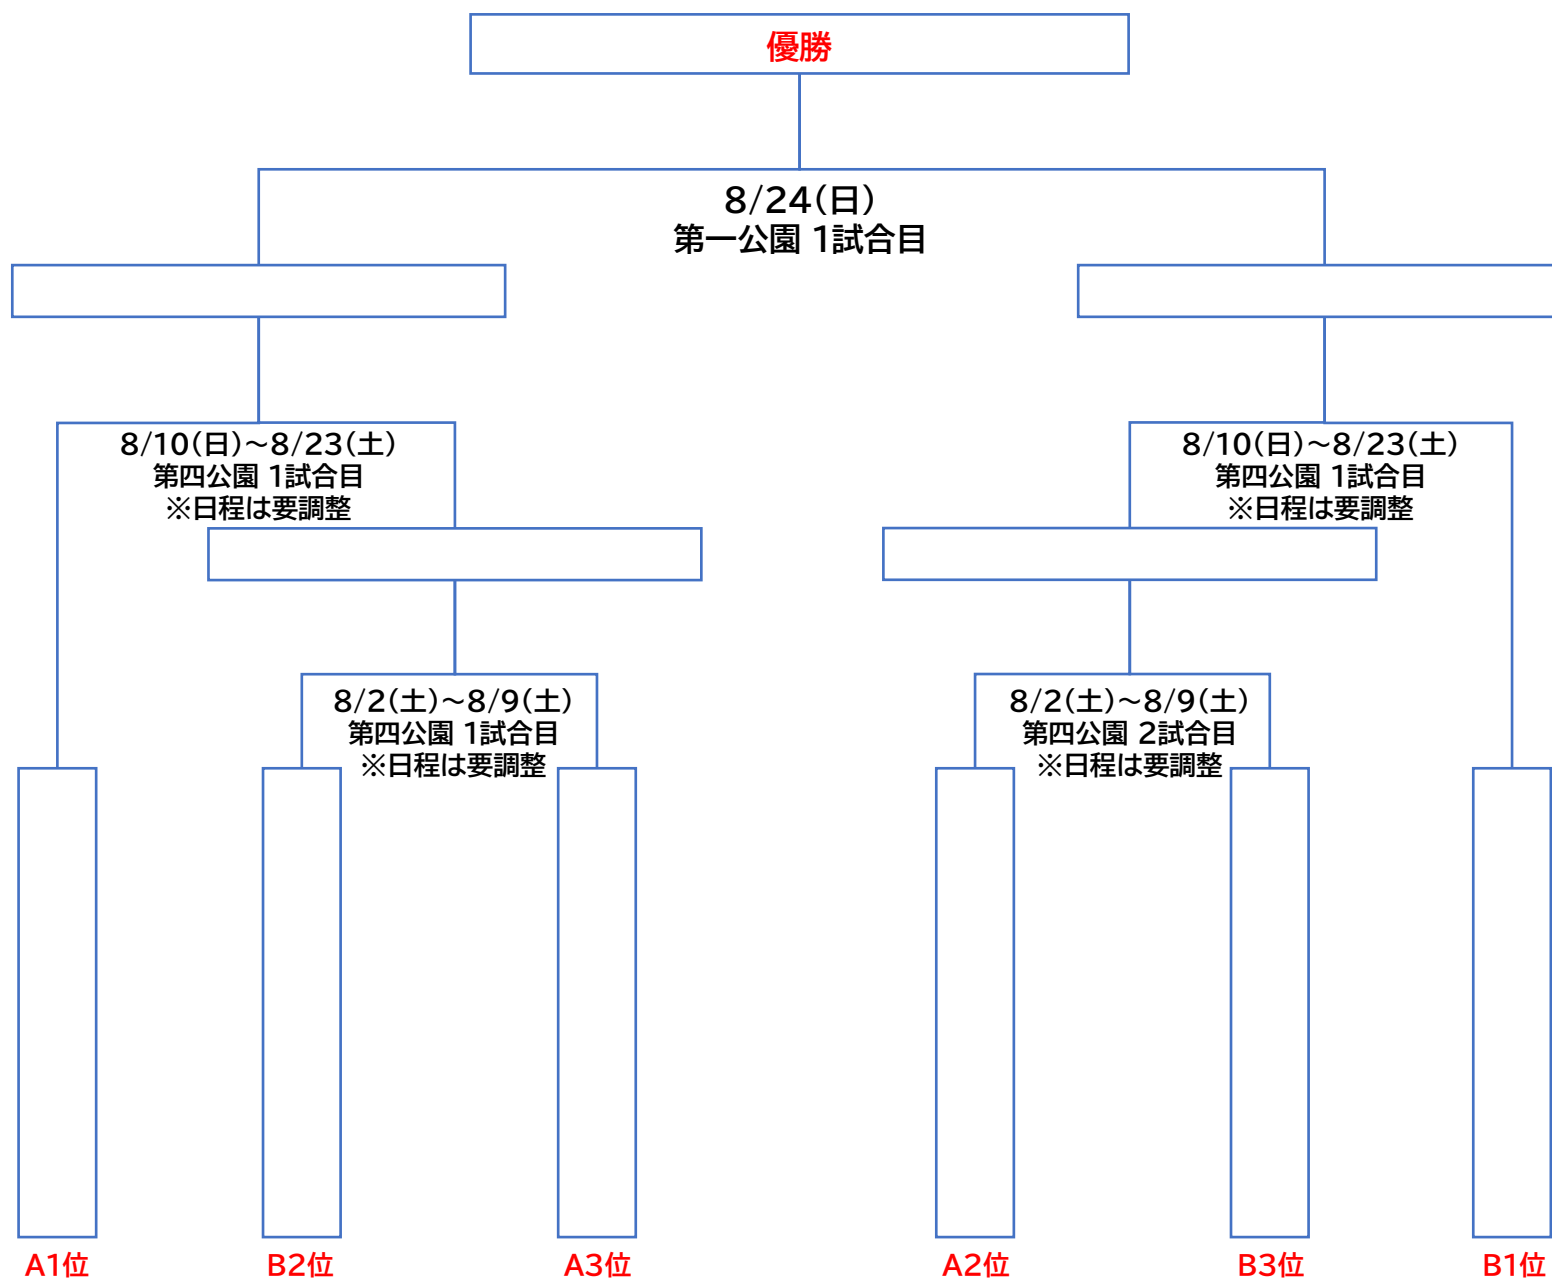 優勝
8/24(日)
第一公園 1試合目
8/10(日)～8/23(土)
第四公園 1試合目
※日程は要調整
8/10(日)～8/23(土)
第四公園 1試合目
※日程は要調整
8/2(土)～8/9(土)
第四公園 1試合目
※日程は要調整
8/2(土)～8/9(土)
第四公園 2試合目
※日程は要調整
A1位
B2位
A3位
A2位
B3位
B1位